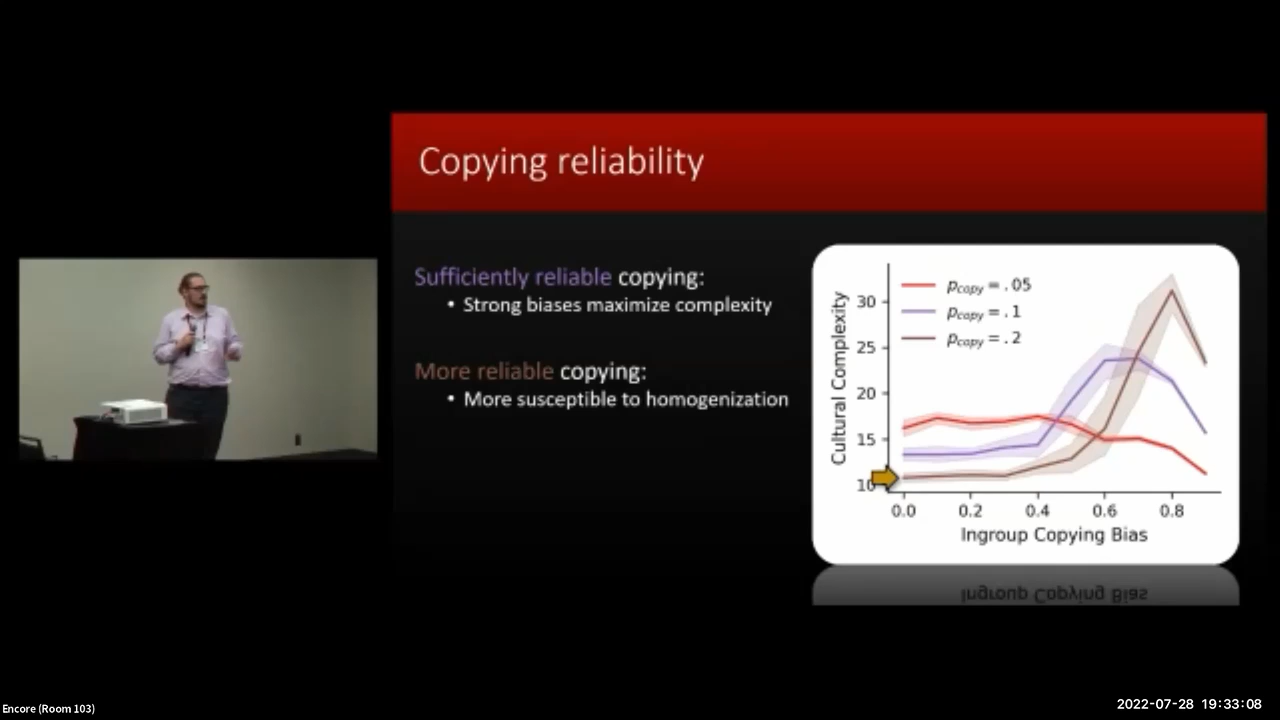 Copying reliability
Sufficiently reliable copying:
• Strong biases maximize complexity
More reliable copying:
• More susceptible to homogenization
p_copy = .05
p_copy = .1
p_copy = .2
Cultural Complexity
30
25
20
15
10
0.0 0.2 0.4 0.6 0.8
Ingroup Copying Bias
Ingroup Copying Bias
Encore (Room 103)
2022-07-28 19:33:08